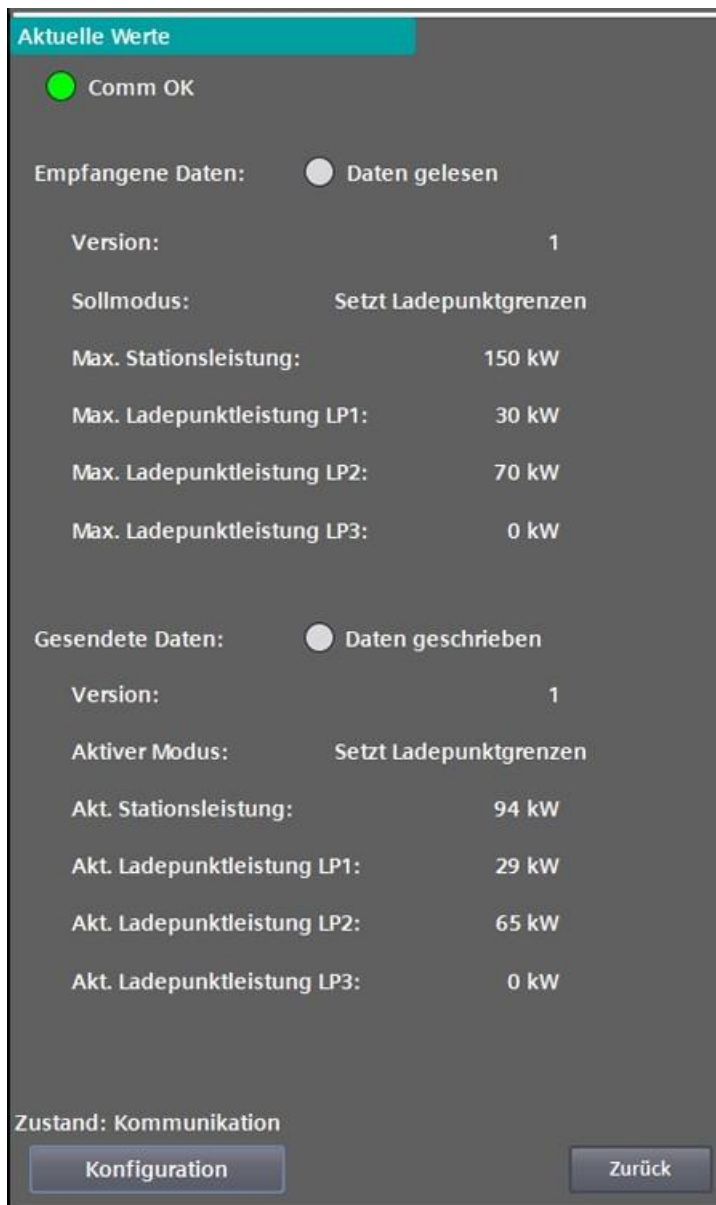 Aktuelle Werte
Comm OK
Empfangene Daten: Daten gelesen
Version: 1
Sollmodus: Setzt Ladepunktgrenzen
Max. Stationsleistung: 150 kW
Max. Ladepunktleistung LP1: 30 kW
Max. Ladepunktleistung LP2: 70 kW
Max. Ladepunktleistung LP3: 0 kW
Gesendete Daten: Daten geschrieben
Version: 1
Aktiver Modus: Setzt Ladepunktgrenzen
Akt. Stationsleistung: 94 kW
Akt. Ladepunktleistung LP1: 29 kW
Akt. Ladepunktleistung LP2: 65 kW
Akt. Ladepunktleistung LP3: 0 kW
Zustand: Kommunikation
Konfiguration Zurück